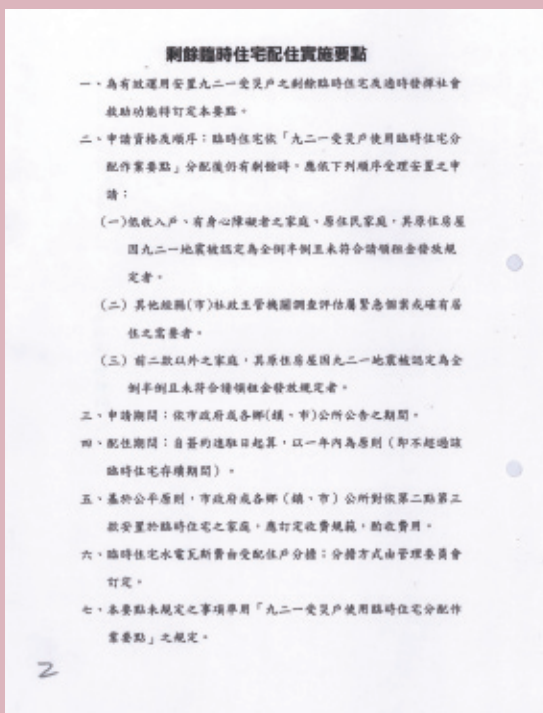 剩餘臨時住宅配住實施要點
一、為有效運用安置九二一受災戶之剩餘臨時住宅及適時發揮社會
救助功能特訂定本要點。
二、申請資格及順序：臨時住宅依「九二一受災戶使用臨時住宅分
配作業要點」分配後仍有剩餘時，應依下列順序受理安置之申
請：
(一)低收入戶、有身心障礙者之家庭、原住民家庭，其原住房屋
因九二一地震被認定為全倒半倒且未符合請領租金發放規
定者。
(二) 其他經縣(市)社政主管機關調查評估屬緊急個案或確有居
住之需要者。
(三) 前二款以外之家庭，其原住房屋因九二一地震被認定為全
倒半倒且未符合請領租金發放規定者。
三、申請期間：依市政府或各鄉(鎮、市)公所公告之期間。
四、配住期間：自簽約進駐日起算，以一年內為原則（即不超過該
臨時住宅存續期間）。
五、基於公平原則，市政府或各鄉（鎮、市）公所對依第二點第三
款安置於臨時住宅之家庭，應訂定收費規範，酌收費用。
六、臨時住宅水電瓦斯費由受配住戶分擔；分擔方式由管理委員會
訂定。
七、本要點未規定之事項準用「九二一受災戶使用臨時住宅分配作
業要點」之規定。
2